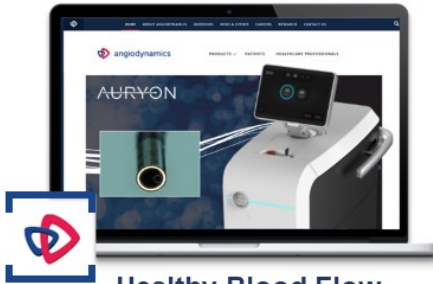 HOME ABOUT ANGIODYNAMICS INVESTORS NEWS & EVENTS CAREERS RESEARCH CONTACT US
angiodynamics
PRODUCTS PATIENTS HEALTHCARE PROFESSIONALS
AURYON
Healthy Blood Flow